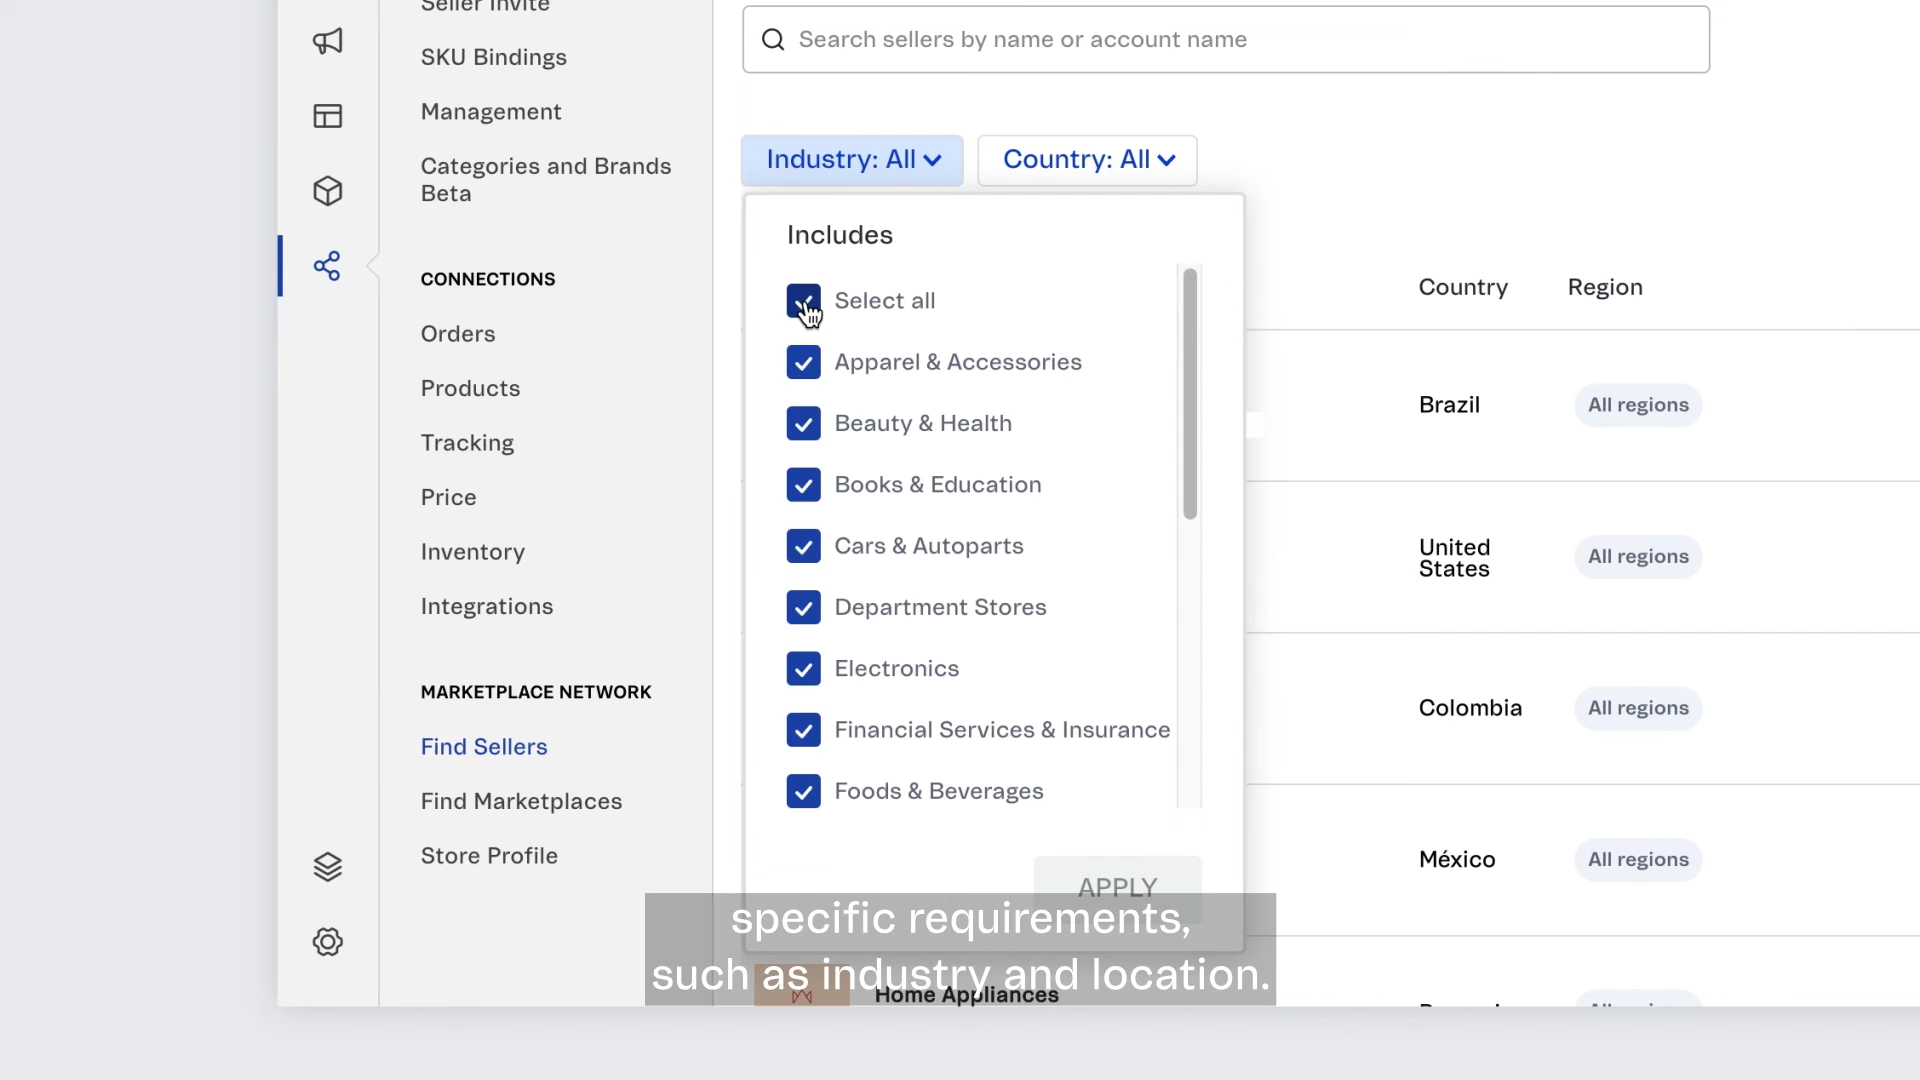 Seller Invite
SKU Bindings
Management
Categories and Brands
Beta
CONNECTIONS
Orders
Products
Tracking
Price
Inventory
Integrations
MARKETPLACE NETWORK
Find Sellers
Find Marketplaces
Store Profile
Search sellers by name or account name
Industry: All
Country: All
Includes
Select all
Apparel & Accessories
Beauty & Health
Books & Education
Cars & Autoparts
Department Stores
Electronics
Financial Services & Insurance
Foods & Beverages
APPLY
Country Region
Brazil All regions
United
States All regions
Colombia All regions
México All regions
Home Appliances
specific requirements,
such as industry and location.